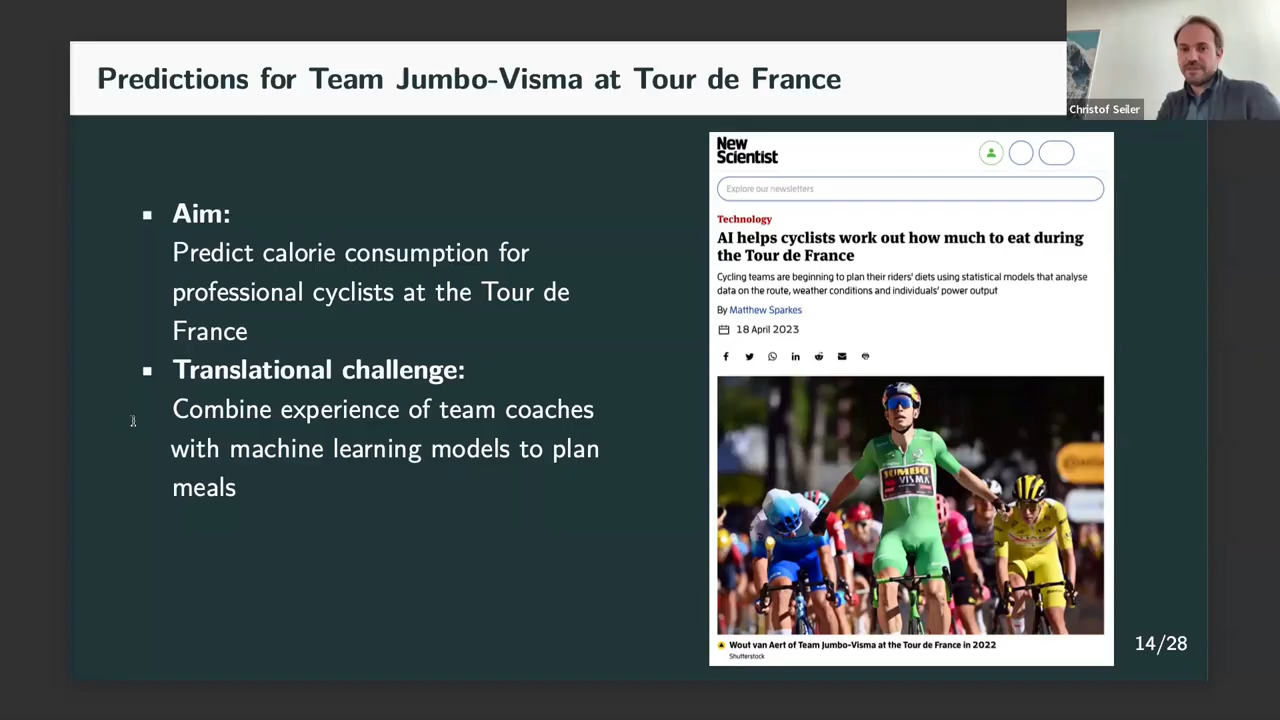 Predictions for Team Jumbo-Visma at Tour de France
Christof Seiler
Aim:
Predict calorie consumption for
professional cyclists at the Tour de
France
Translational challenge:
Combine experience of team coaches
with machine learning models to plan
meals
New
Scientist
Explore our newsletters
Technology
AI helps cyclists work out how much to eat during
the Tour de France
Cycling teams are beginning to plan their riders' diets using statistical models that analyse
data on the route, weather conditions and individuals' power output
By Matthew Sparkes
18 April 2023
JUMBO
VISMA
Wout van Aert of Team Jumbo-Visma at the Tour de France in 2022
Shutterstock
14/28